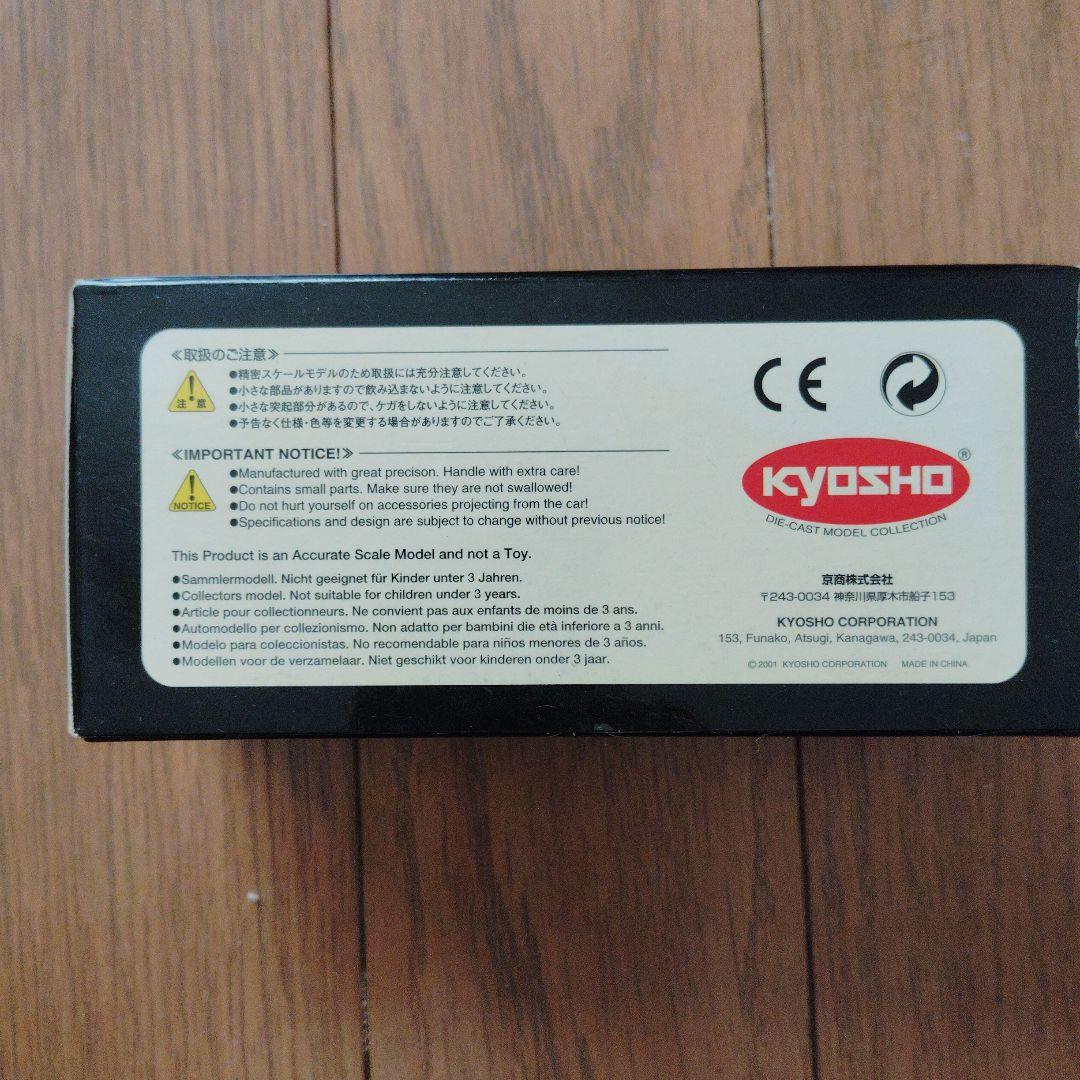 ≪取扱のご注意≫
注 意
●精密スケールモデルのため取扱には充分注意してください。
●小さな部品がありますので飲み込まないように注意してください。
●小さな突起部分があるので、ケガをしないように注意してください。
●予告なく仕様・色等を変更する場合がありますのでご了承ください。
≪IMPORTANT NOTICE!≫
NOTICE
●Manufactured with great precison. Handle with extra care!
●Contains small parts. Make sure they are not swallowed!
●Do not hurt yourself on accessories projecting from the car!
●Specifications and design are subject to change without previous notice!
This Product is an Accurate Scale Model and not a Toy.
●Sammlermodell. Nicht geeignet für Kinder unter 3 Jahren.
●Collectors model. Not suitable for children under 3 years.
●Article pour collectionneurs. Ne convient pas aux enfants de moins de 3 ans.
●Automodello per collezionismo. Non adatto per bambini die età inferiore a 3 anni.
●Modelo para coleccionistas. No recomendable para niños menores de 3 años.
●Modellen voor de verzamelaar. Niet geschikt voor kinderen onder 3 jaar.
CE
KYOSHO®
DIE-CAST MODEL COLLECTION
京商株式会社
〒243-0034 神奈川県厚木市船子153
KYOSHO CORPORATION
153, Funako, Atsugi, Kanagawa, 243-0034, Japan
© 2001 KYOSHO CORPORATION MADE IN CHINA